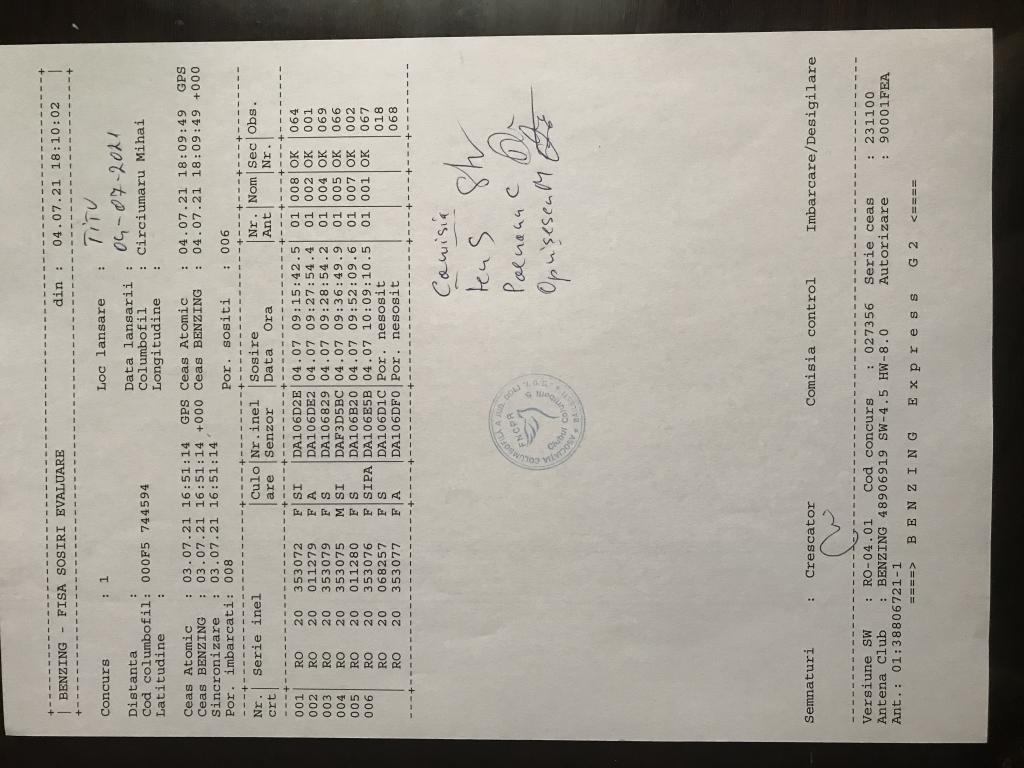 +-----------------------------------------------------------------------+
| BENZING - FISA SOSIRI EVALUARE din : 04.07.21 18:10:02 |
+-----------------------------------------------------------------------+
Concurs : 1 Loc lansare : TITU
Distanta : Data lansarii : 04-07-2021
Cod columbofil: 000F5 744594 Columbofil : Circiumaru Mihai
Latitudine : Longitudine :
Ceas Atomic : 03.07.21 16:51:14 GPS Ceas Atomic : 04.07.21 18:09:49 GPS
Ceas BENZING : 03.07.21 16:51:14 +000 Ceas BENZING : 04.07.21 18:09:49 +000
Sincronizare : 03.07.21 16:51:14
Por. imbarcati: 008 Por. sositi : 006
Nr.| Serie inel |Culo|Nr.inel |Sosire |Nr.|Nom|Sec|Obs.
crt| |are |Senzor |Data Ora |Ant| |Nr.|
001 RO 20 353072 F SI |DA106D2E|04.07 09:15:42.5 |01|008|OK |064
002 RO 20 011279 F A |DA106DE2|04.07 09:27:54.4 |01|002|OK |001
003 RO 20 353079 F S |DA106829|04.07 09:28:54.2 |01|004|OK |069
004 RO 20 353075 M SI |DAF3D5BC|04.07 09:36:49.9 |01|005|OK |066
005 RO 20 011280 F S |DA106B20|04.07 09:52:09.6 |01|007|OK |002
006 RO 20 353076 F SIPA|DA106E5B|04.07 10:09:10.5 |01|001|OK |067
RO 20 068257 F S |DA106D1C|Por. nesosit 018
RO 20 353077 F A |DA106DF0|Por. nesosit 068
Comisia
FNCPR
Semnaturi : Crescator Comisia control Imbarcare/Desigilare
Versiune SW : RO-04.01 Cod concurs : 027356 Serie ceas : 231100
Antena Club : BENZING 48906919 SW-4.5 HW-8.0 Autorizare : 90001FEA
Ant.: 01:38806721-1
====> B E N Z I N G E x p r e s s G 2 <====